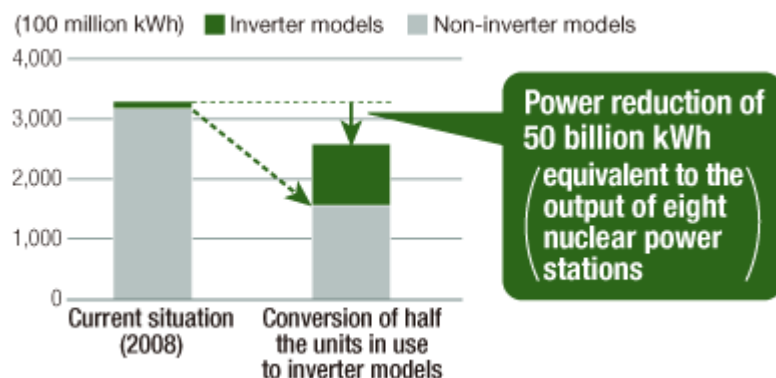 (100 million kWh) Inverter models Non-inverter models
4,000
3,000
2,000
1,000
0
Current situation
(2008)
Conversion of half
the units in use
to inverter models
Power reduction of
50 billion kWh
(equivalent to the
output of eight
nuclear power
stations)